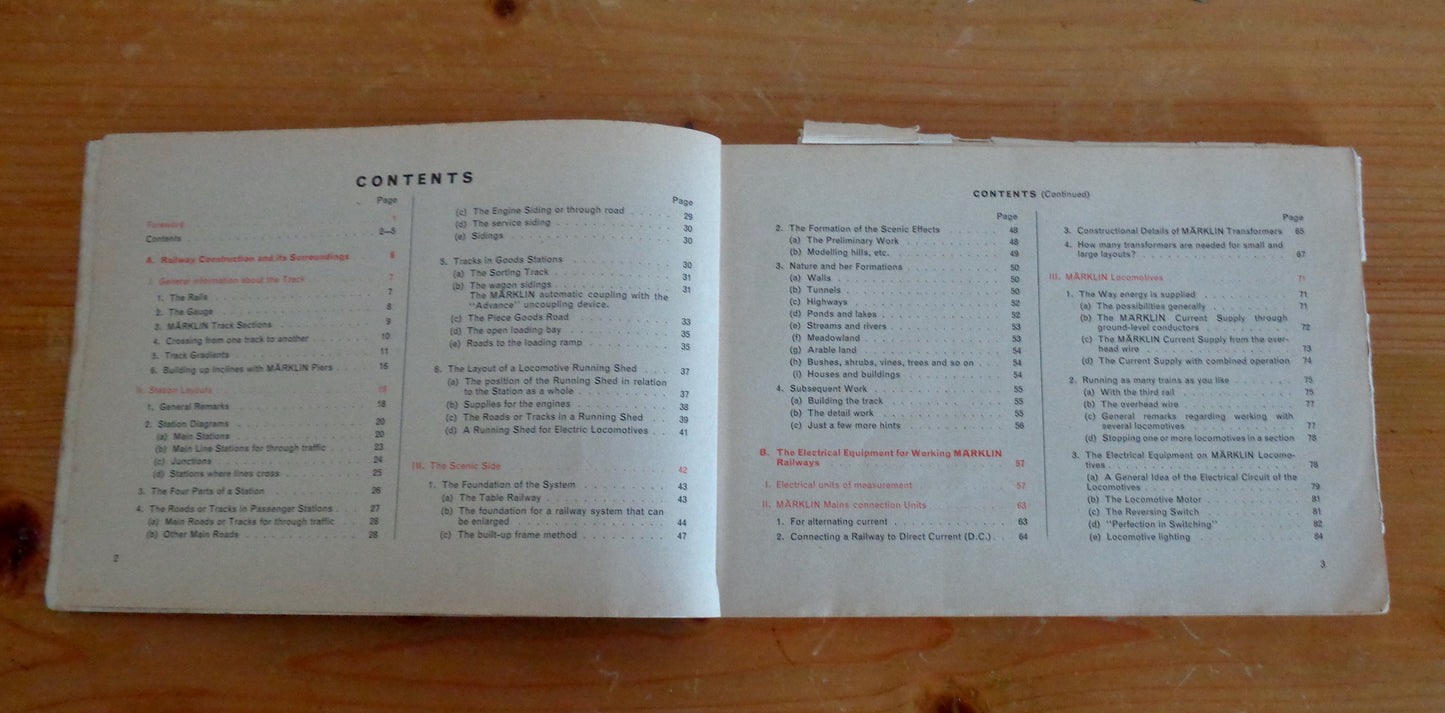 CONTENTS
Page
Foreword 1
Contents 2—5
A. Railway Construction and its Surroundings 6
I. General information about the Track 7
1. The Rails 7
2. The Gauge 8
3. MÄRKLIN Track Sections 9
4. Crossing from one track to another 10
5. Track Gradients 11
6. Building up Inclines with MÄRKLIN Piers 16
II. Station Layouts 18
1. General Remarks 18
2. Station Diagrams 20
(a) Main Stations 20
(b) Main Line Stations for through traffic 23
(c) Junctions 24
(d) Stations where lines cross 25
3. The Four Parts of a Station 26
4. The Roads or Tracks in Passenger Stations 27
(a) Main Roads or Tracks for through traffic 28
(b) Other Main Roads 28
2
Page
(c) The Engine Siding or through road 29
(d) The service siding 30
(e) Sidings 30
5. Tracks in Goods Stations 30
(a) The Sorting Track 31
(b) The wagon sidings 31
The MÄRKLIN automatic coupling with the
"Advance" uncoupling device.
(c) The Piece Goods Road 33
(d) The open loading bay 35
(e) Roads to the loading ramp 35
6. The Layout of a Locomotive Running Shed 37
(a) The position of the Running Shed in relation
to the Station as a whole 37
(b) Supplies for the engines 38
(c) The Roads or Tracks in a Running Shed 39
(d) A Running Shed for Electric Locomotives 41
III. The Scenic Side 42
1. The Foundation of the System 43
(a) The Table Railway 43
(b) The foundation for a railway system that can
be enlarged 44
(c) The built-up frame method 47
CONTENTS (Continued)
Page
2. The Formation of the Scenic Effects 48
(a) The Preliminary Work 48
(b) Modelling hills, etc. 49
3. Nature and her Formations 50
(a) Walls 50
(b) Tunnels 50
(c) Highways 52
(d) Ponds and lakes 52
(e) Streams and rivers 53
(f) Meadowland 53
(g) Arable land 54
(h) Bushes, shrubs, vines, trees and so on 54
(i) Houses and buildings 54
4. Subsequent Work 55
(a) Building the track 55
(b) The detail work 55
(c) Just a few more hints 56
B. The Electrical Equipment for Working MÄRKLIN
Railways 57
I. Electrical units of measurement 57
II. MÄRKLIN Mains connection Units 63
1. For alternating current 63
2. Connecting a Railway to Direct Current (D.C.) 64
Page
3. Constructional Details of MÄRKLIN Transformers 65
4. How many transformers are needed for small and
large layouts? 67
III. MÄRKLIN Locomotives 71
1. The Way energy is supplied 71
(a) The possibilities generally 71
(b) The MÄRKLIN Current Supply through
ground-level conductors 72
(c) The MÄRKLIN Current Supply from the over-
head wire 73
(d) The Current Supply with combined operation 74
2. Running as many trains as you like 75
(a) With the third rail 75
(b) The overhead wire 77
(c) General remarks regarding working with
several locomotives 77
(d) Stopping one or more locomotives in a section 78
3. The Electrical Equipment on MÄRKLIN Locomo-
tives 78
(a) A General Idea of the Electrical Circuit of the
Locomotives 79
(b) The Locomotive Motor 81
(c) The Reversing Switch 81
(d) "Perfection in Switching" 82
(e) Locomotive lighting 84
3